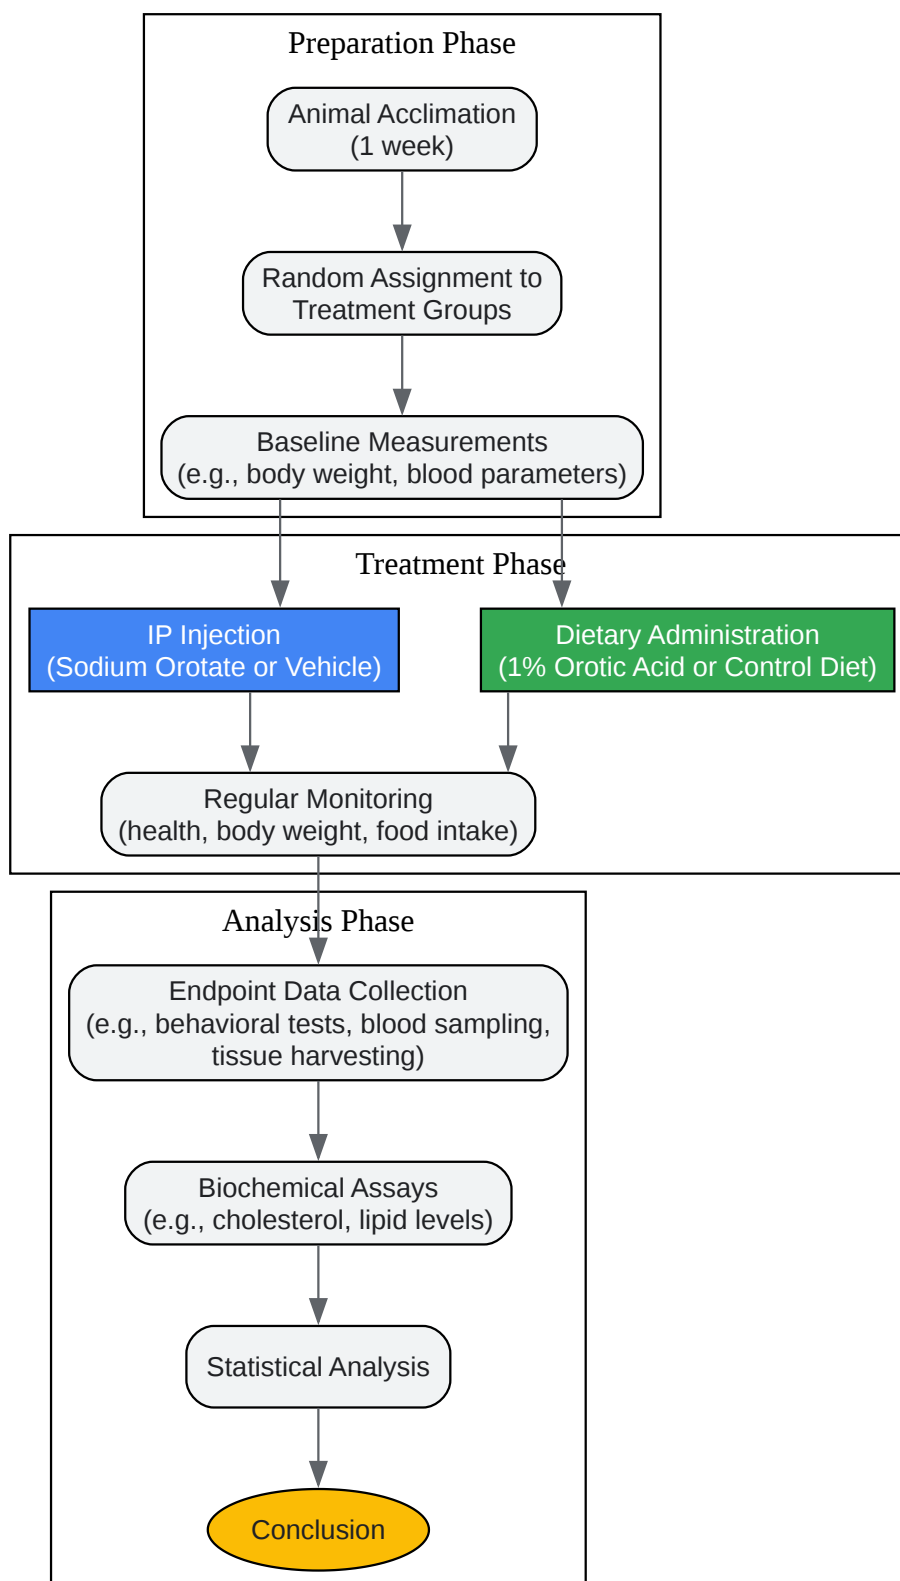 Preparation Phase
Animal Acclimation
(1 week)
Random Assignment to
Treatment Groups
Baseline Measurements
(e.g., body weight, blood parameters)
Treatment Phase
IP Injection
(Sodium Orotate or Vehicle)
Dietary Administration
(1% Orotic Acid or Control Diet)
Regular Monitoring
(health, body weight, food intake)
Analysis Phase
Endpoint Data Collection
(e.g., behavioral tests, blood sampling,
tissue harvesting)
Biochemical Assays
(e.g., cholesterol, lipid levels)
Statistical Analysis
Conclusion